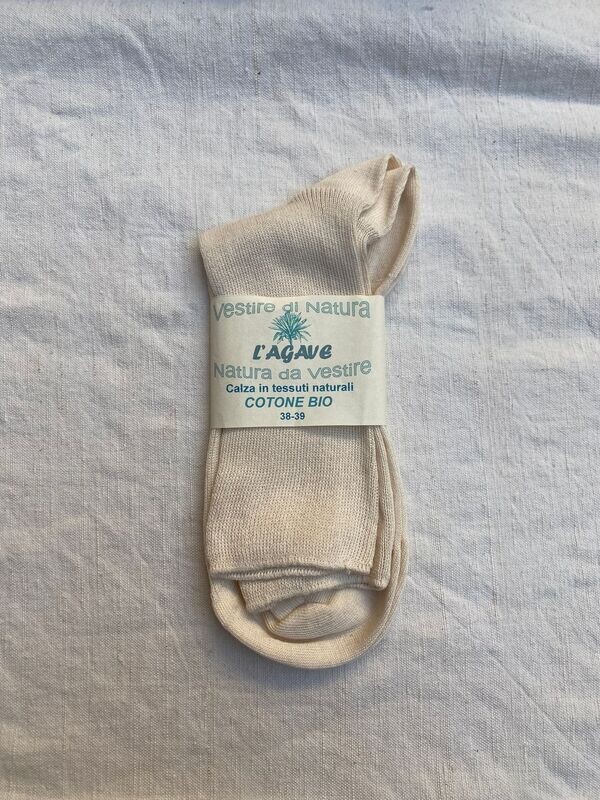 Vestire di Natura
L'AGAVE
Natura da vestire
Calza in tessuti naturali
COTONE BIO
38-39